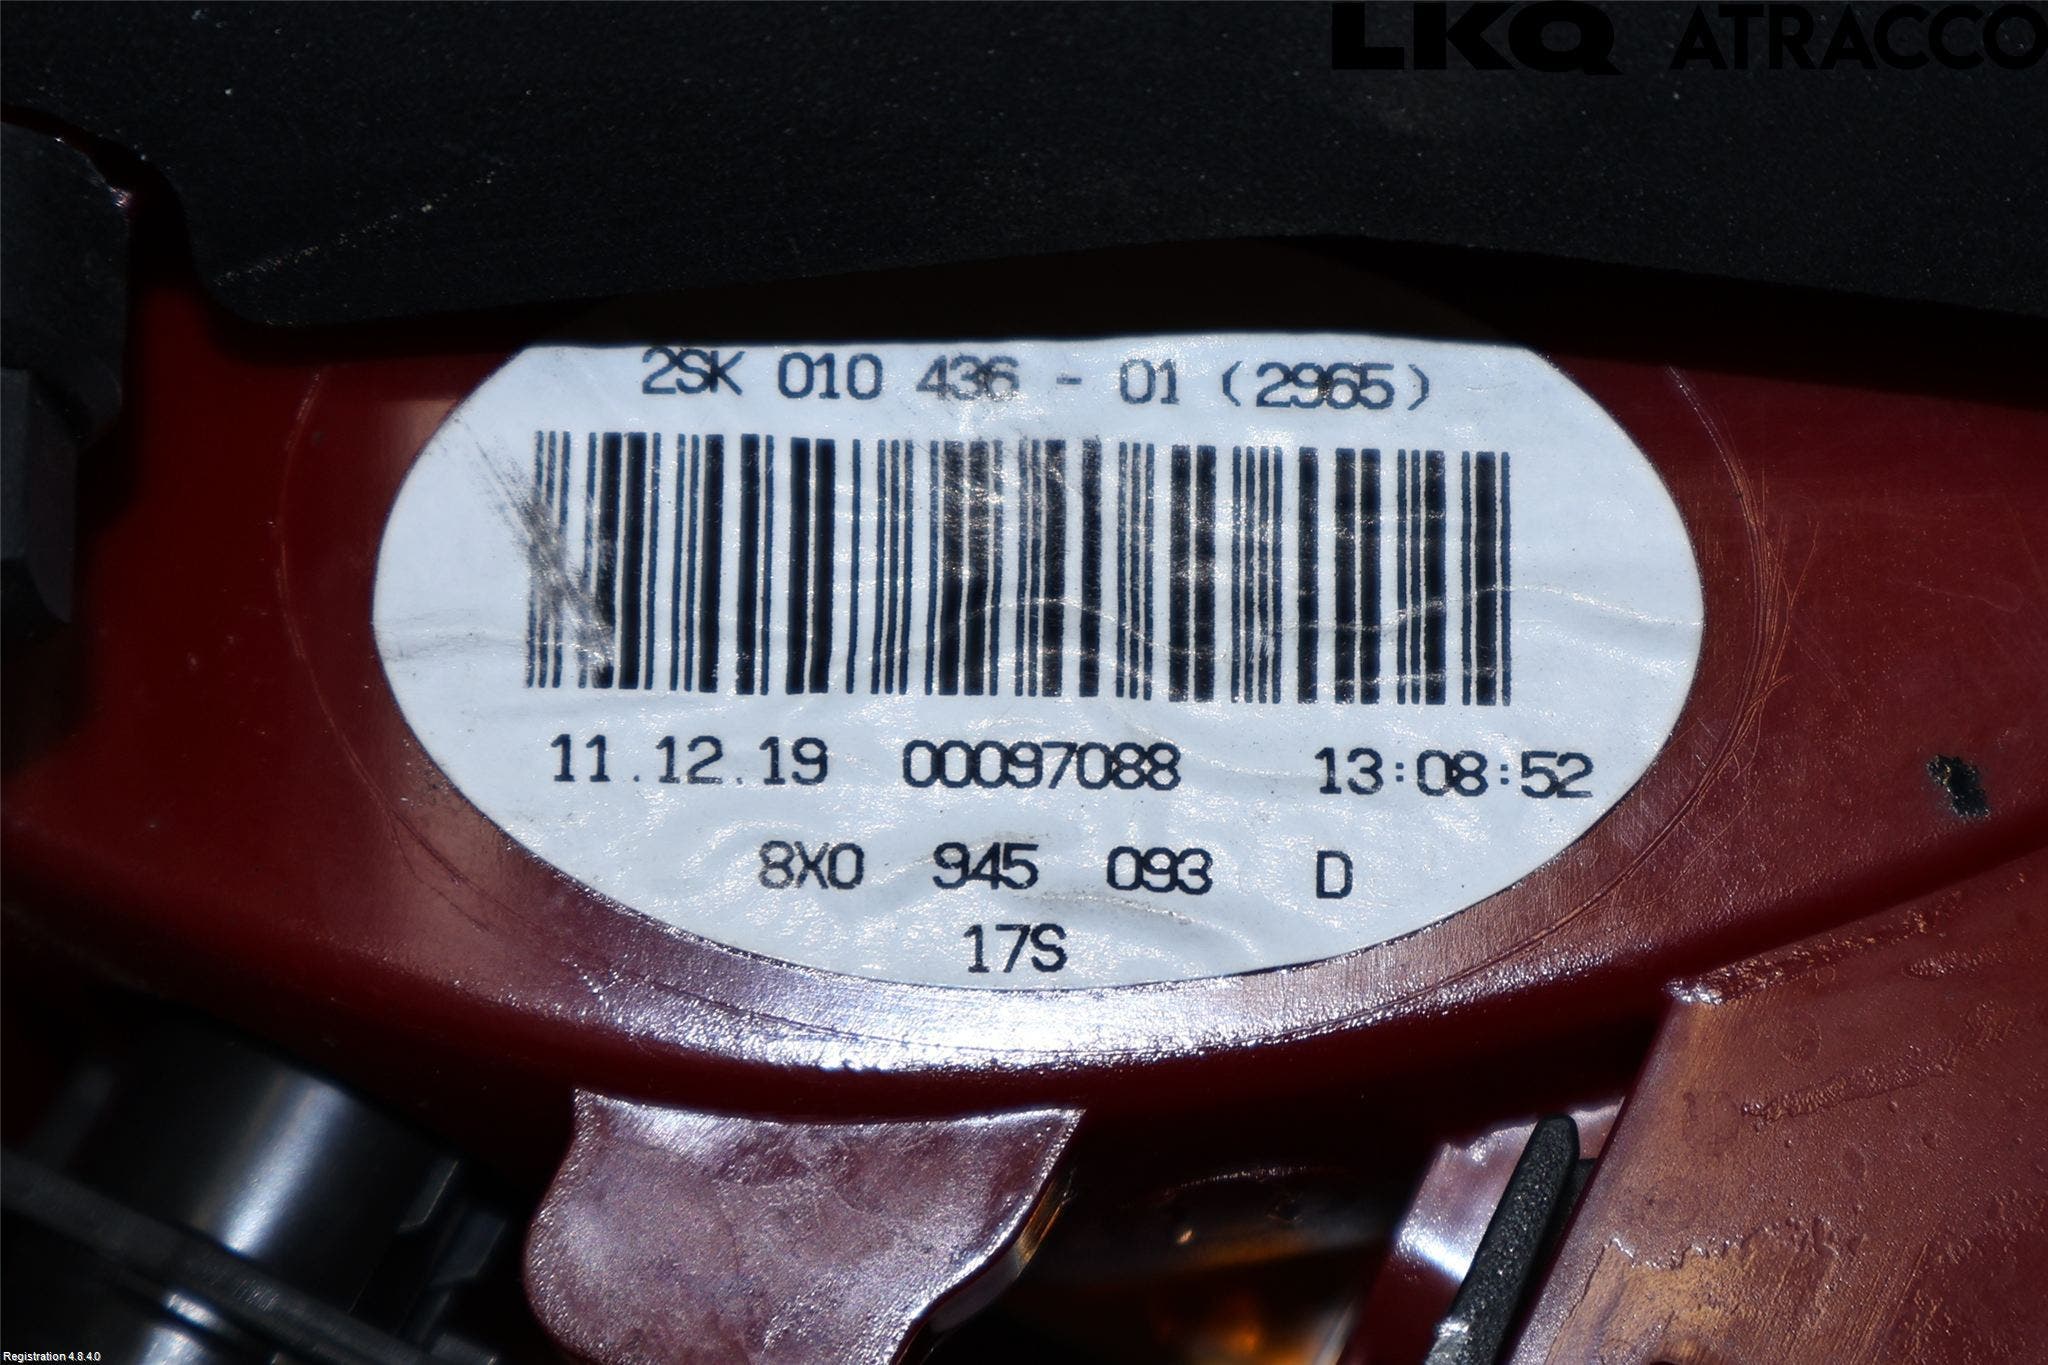 LKQ ATRACCO
2SK 010 436 - 01 (2965)
11.12.19 00097088 13:08:52
8X0 945 093 D
17S
Registration 4.8.4.0